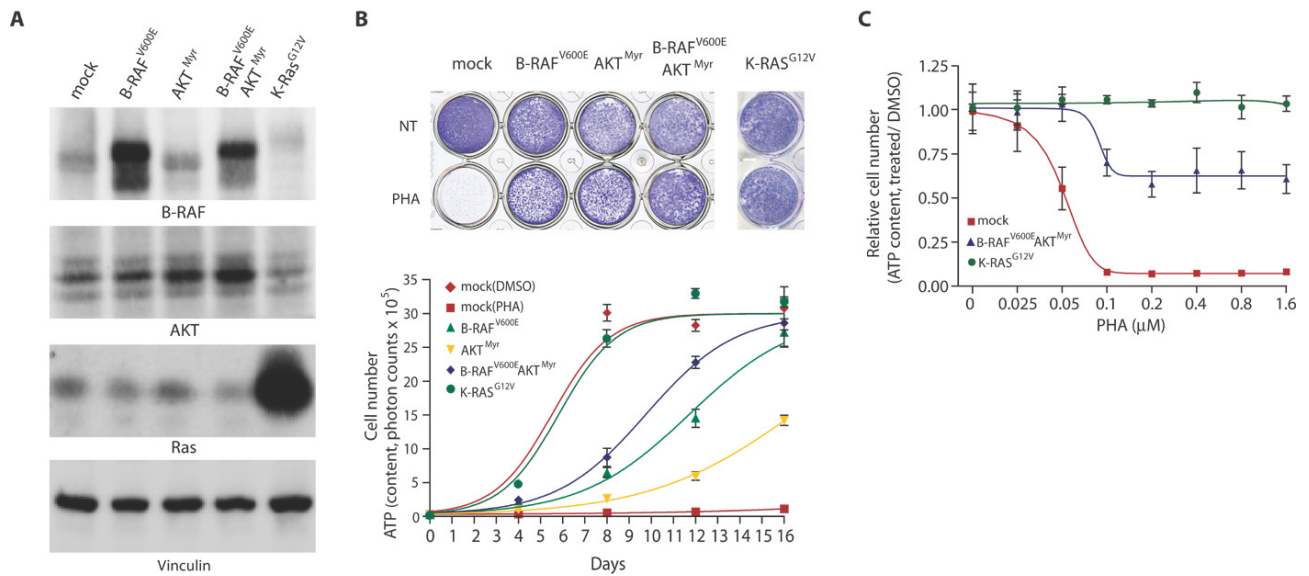 A
mock
B-RAF^V600E
AKT^Myr
B-RAF^V600E
AKT^Myr
K-Ras^G12V
B-RAF
AKT
Ras
Vinculin
B
mock
B-RAF^V600E
AKT^Myr
B-RAF^V600E
AKT^Myr
K-RAS^G12V
NT
PHA
Cell number
ATP (content, photon counts x 10^5)
35
30
25
20
15
10
5
0
mock(DMSO)
mock(PHA)
B-RAF^V600E
AKT^Myr
B-RAF^V600E AKT^Myr
K-RAS^G12V
0 1 2 3 4 5 6 7 8 9 10 11 12 13 14 15 16
Days
C
Relative cell number
(ATP content, treated/ DMSO)
1.25
1.00
0.75
0.50
0.25
0.00
mock
B-RAF^V600E AKT^Myr
K-RAS^G12V
0 0.025 0.05 0.1 0.2 0.4 0.8 1.6
PHA (μM)